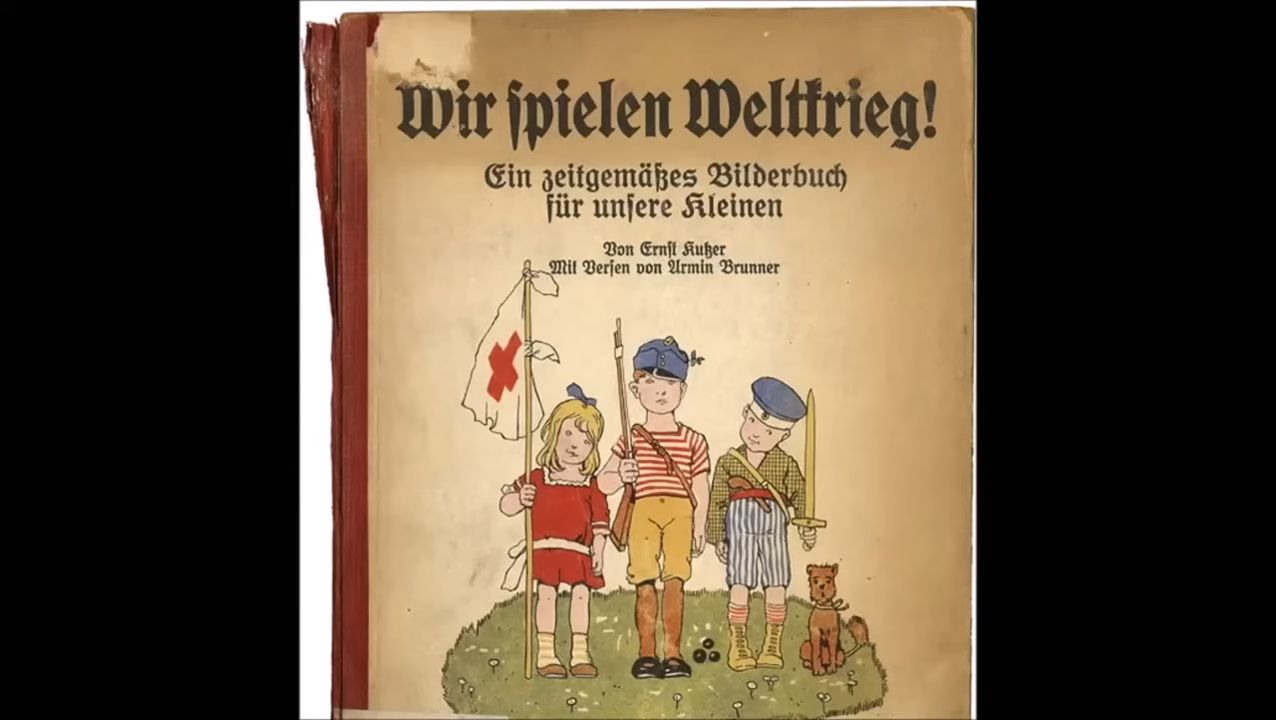 Wir spielen Weltkrieg!
Ein zeitgemäßes Bilderbuch
für unsere Kleinen
Von Ernst Kutzer
Mit Versen von Armin Brunner